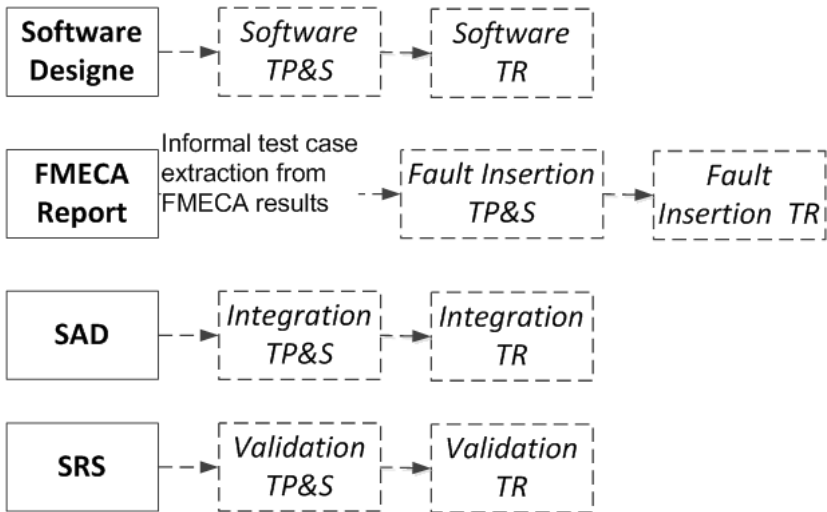 Software
Designe
Software
TP&S
Software
TR
FMECA
Report
Informal test case
extraction from
FMECA results
Fault Insertion
TP&S
Fault
Insertion TR
SAD
Integration
TP&S
Integration
TR
SRS
Validation
TP&S
Validation
TR